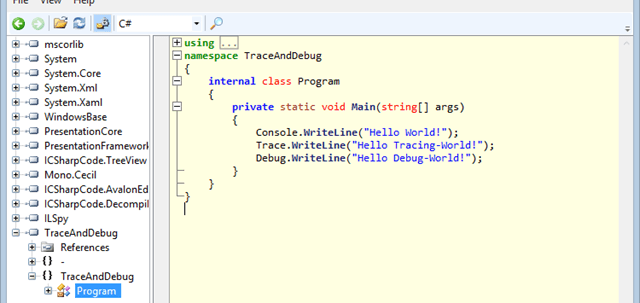 File View Help
C#
mscorlib
System
System.Core
System.Xml
System.Xaml
WindowsBase
PresentationCore
PresentationFramework
ICSharpCode.TreeView
Mono.Cecil
ICSharpCode.AvalonEd
ICSharpCode.Decompil
ILSpy
TraceAndDebug
References
{} -
{} TraceAndDebug
Program
using ...
namespace TraceAndDebug
{
internal class Program
{
private static void Main(string[] args)
{
Console.WriteLine("Hello World!");
Trace.WriteLine("Hello Tracing-World!");
Debug.WriteLine("Hello Debug-World!");
}
}
}